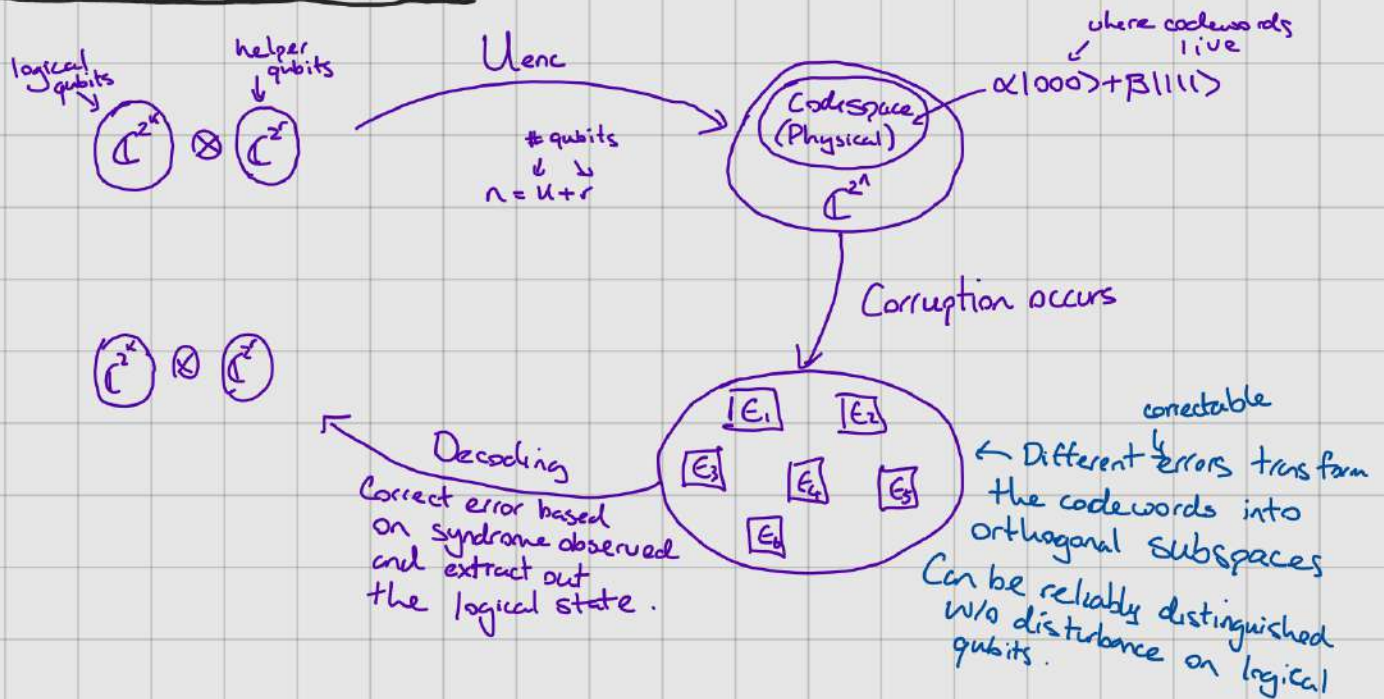 logical
qubits
helper
qubits
ℂ^{2^k} ⊗ ℂ^{2^r}
Uenc
# qubits
n = k + r
Codespace
(Physical)
ℂ^{2^n}
where codewords
live
α|000⟩+β|111⟩
Corruption occurs
E₁
E₂
E₃
E₄
E₅
E₆
correctable
← Different errors transform
the codewords into
orthogonal subspaces
Can be reliably distinguished
w/o disturbance on logical
qubits.
Decoding
Correct error based
on syndrome observed
and extract out
the logical state.
ℂ^{2^k} ⊗ ℂ^{2^r}